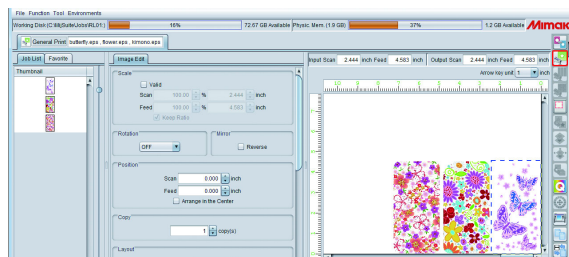 File Function Tool Environments
Working Disk (C:\Mj\Suite\Jobs\RL01:) 16% 72.67 GB Available Physic. Mem. (1.9 GB) 37% 1.2 GB Available Mimaki
General Print butterfly.eps , flower.eps , kimono.eps
Job List Favorite Image Edit Input Scan 2.444 inch Feed 4.583 inch Output Scan 2.444 inch Feed 4.583 inch
Thumbnail Arrow Key unit 1 inch
Scale
Valid
Scan 100.00 % 2.444 inch
Feed 100.00 % 4.583 inch
Keep Ratio
Rotation Mirror
OFF Reverse
Position
Scan 0.000 inch
Feed 0.000 inch
Arrange in the Center
Copy
1 copy(s)
Layout